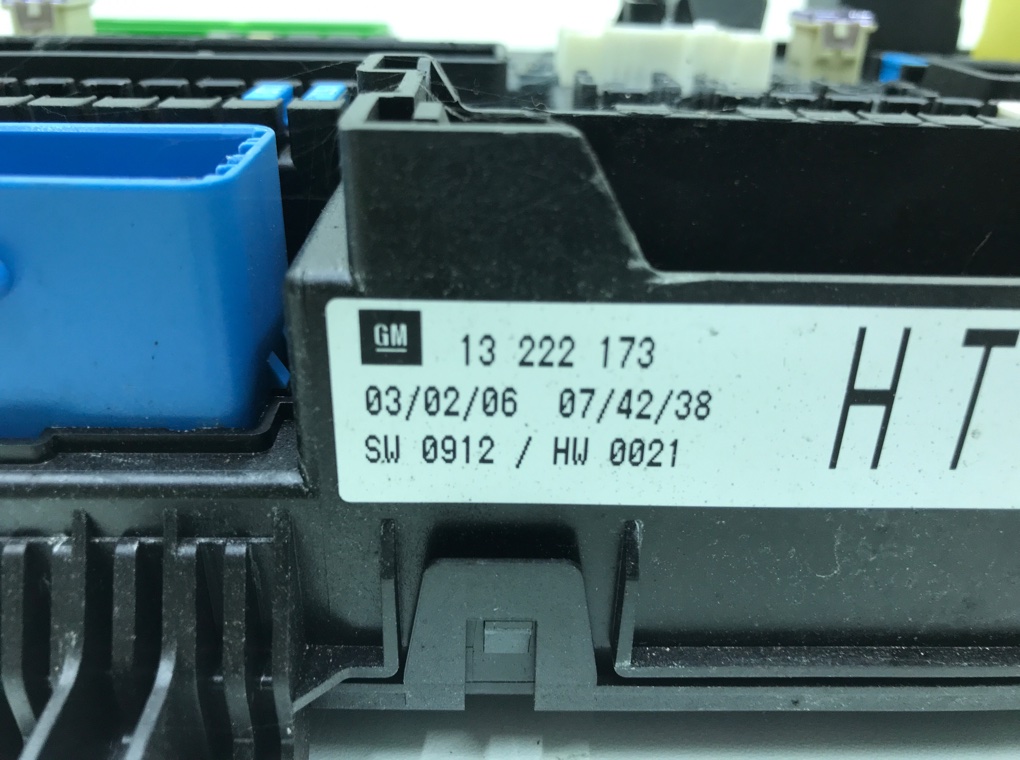 GM 13 222 173
03/02/06 07/42/38
SW 0912 / HW 0021
HT